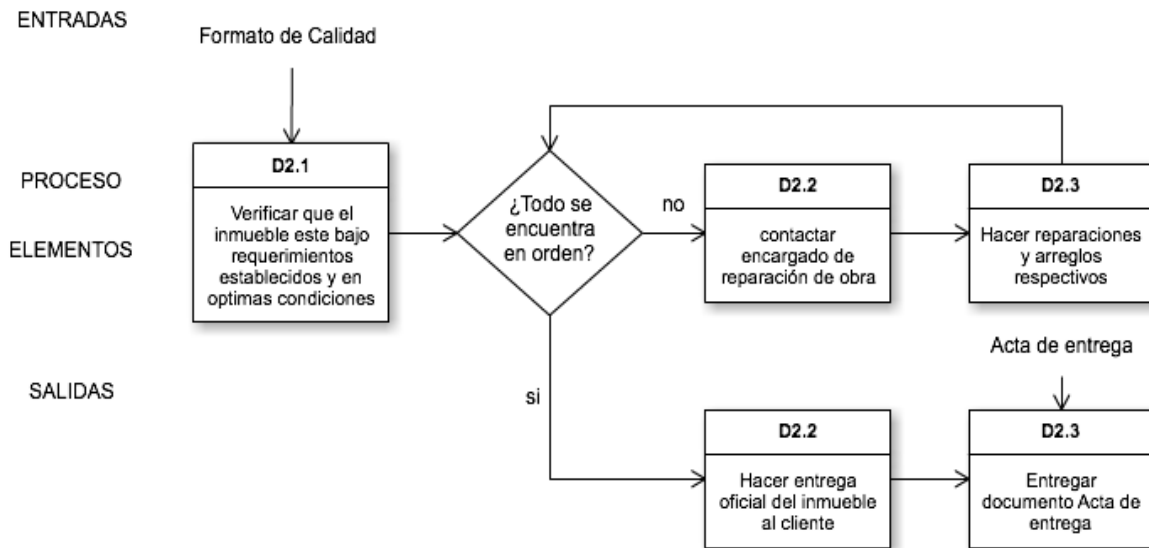 ENTRADAS
Formato de Calidad
PROCESO
ELEMENTOS
D2.1
Verificar que el
inmueble este bajo
requerimientos
establecidos y en
optimas condiciones
¿Todo se
encuentra
en orden?
no
D2.2
contactar
encargado de
reparación de obra
D2.3
Hacer reparaciones
y arreglos
respectivos
SALIDAS
si
D2.2
Hacer entrega
oficial del inmueble
al cliente
Acta de entrega
D2.3
Entregar
documento Acta de
entrega